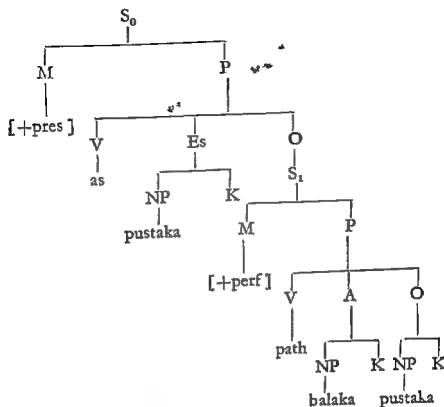 S₀
M P
[+pres]
V Es O
as S₁
NP K M P
pustaka
[+perf]
V A O
path
NP K NP K
balaka pustaka